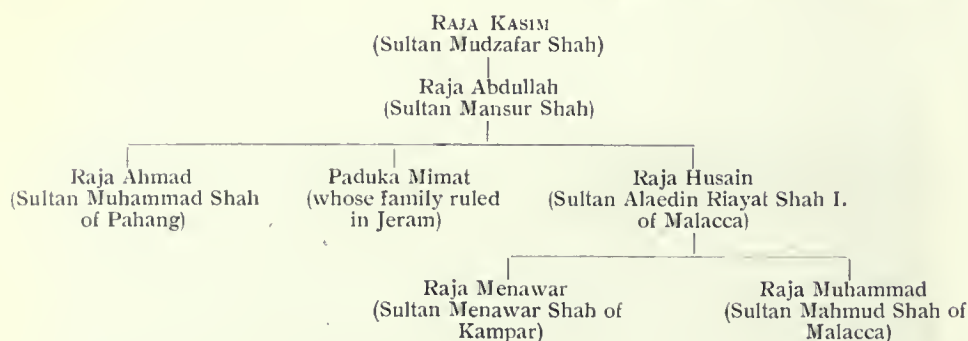 RAJA KASIM
(Sultan Mudzafar Shah)
Raja Abdullah
(Sultan Mansur Shah)
Raja Ahmad
(Sultan Muhammad Shah
of Pahang)
Paduka Mimat
(whose family ruled
in Jeram)
Raja Husain
(Sultan Alaedin Riayat Shah I.
of Malacca)
Raja Menawar
(Sultan Menawar Shah of
Kampar)
Raja Muhammad
(Sultan Mahmud Shah of
Malacca)